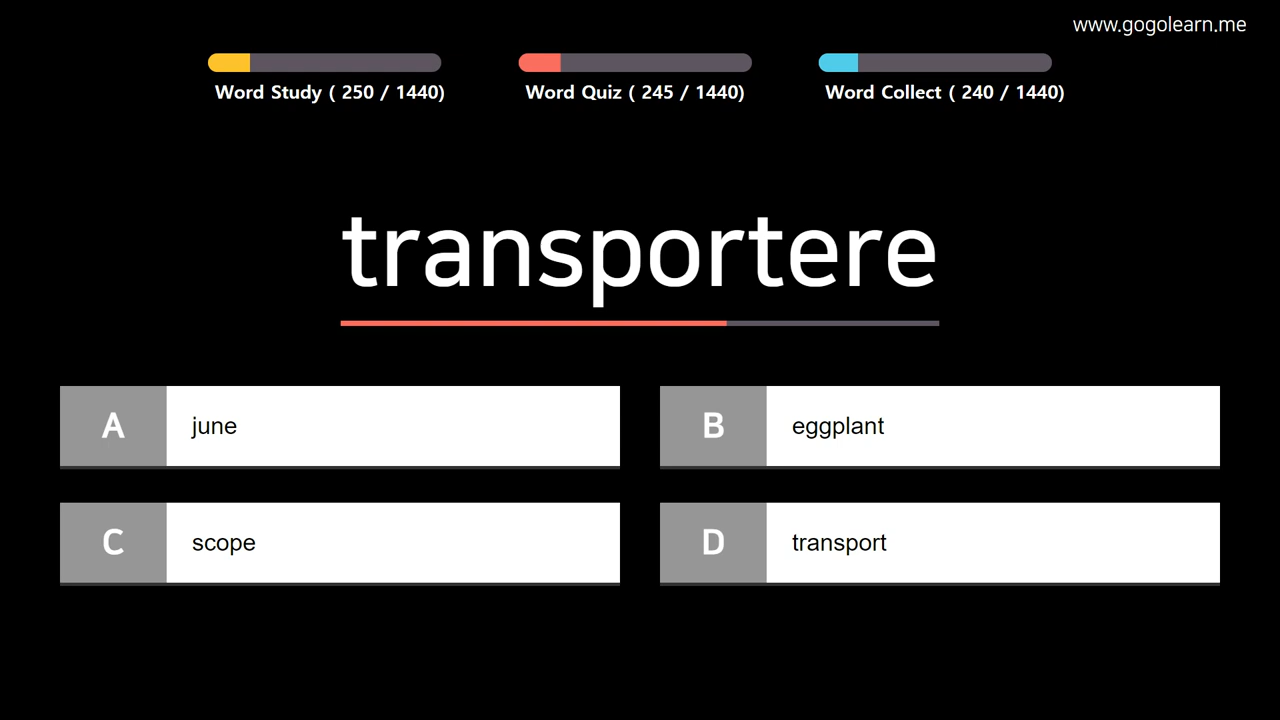 www.gogolearn.me
Word Study ( 250 / 1440)
Word Quiz ( 245 / 1440)
Word Collect ( 240 / 1440)
transportere
A june
B eggplant
C scope
D transport